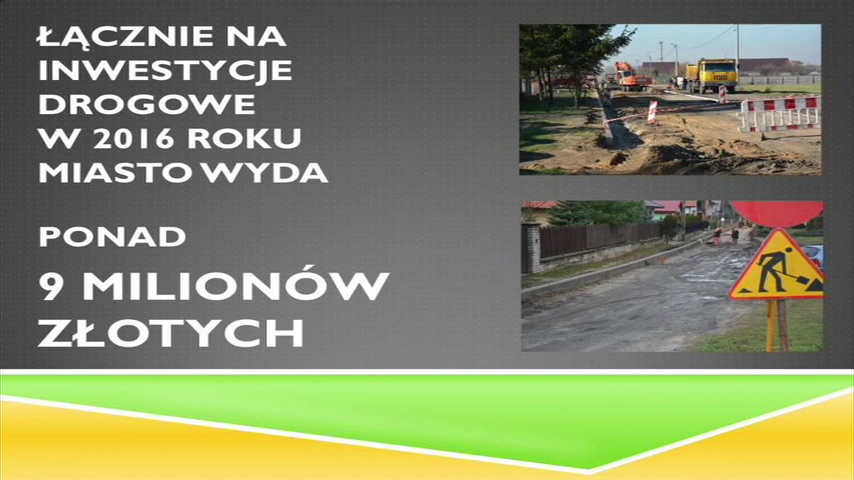 ŁĄCZNIE NA
INWESTYCJE
DROGOWE
W 2016 ROKU
MIASTO WYDA
PONAD
9 MILIONÓW
ZŁOTYCH